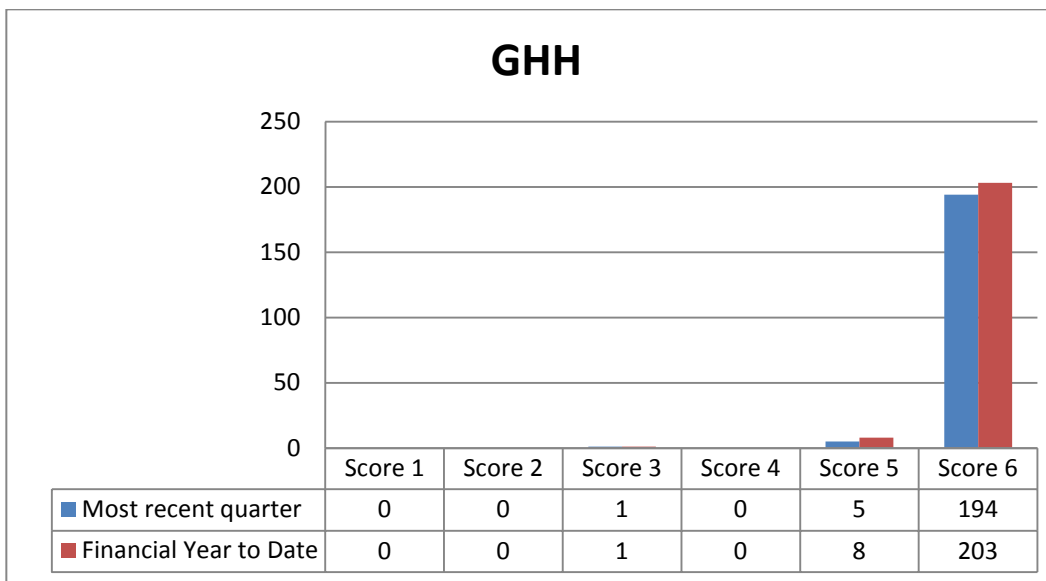 GHH
250
200
150
100
50
0
Score 1 Score 2 Score 3 Score 4 Score 5 Score 6
Most recent quarter 0 0 1 0 5 194
Financial Year to Date 0 0 1 0 8 203